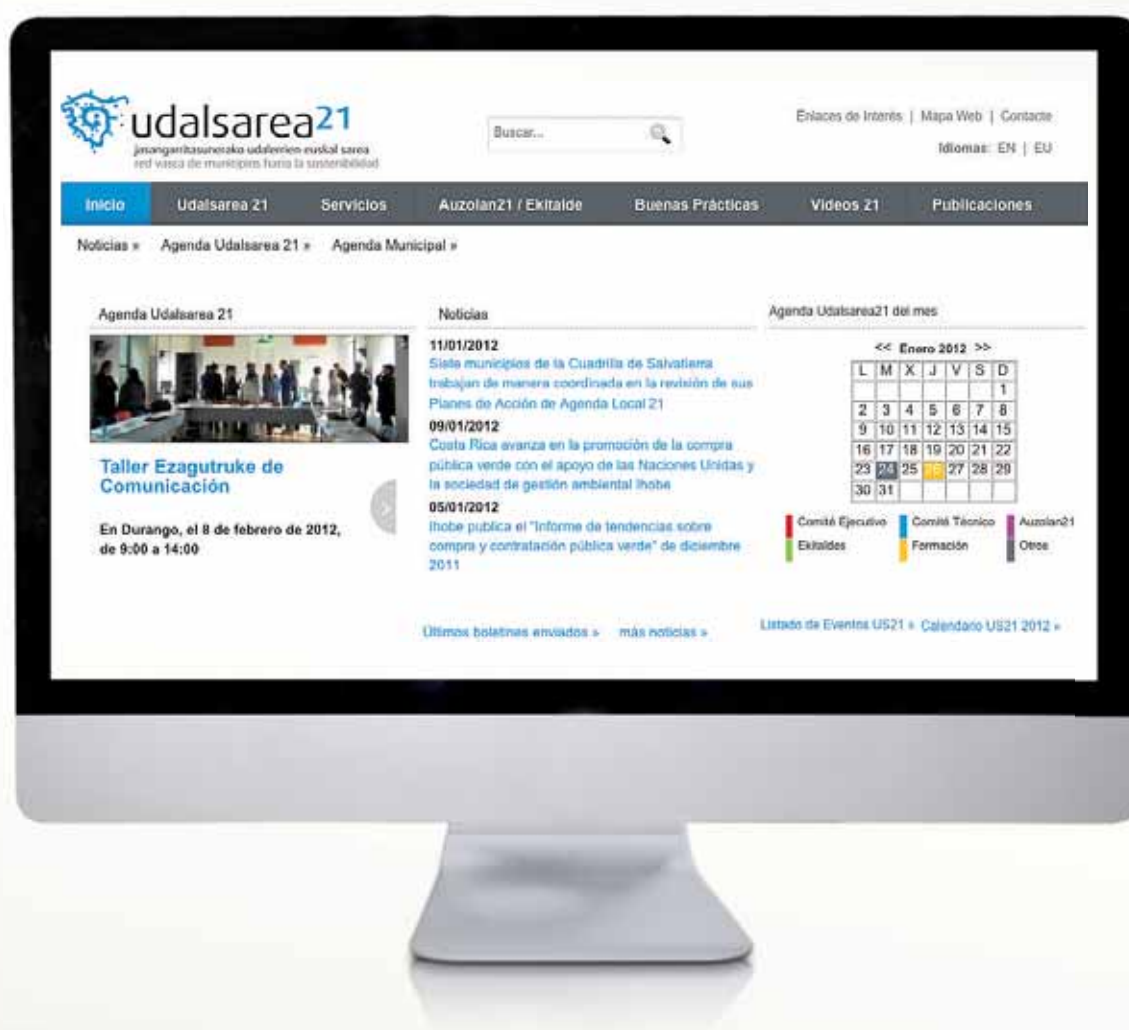 udalsarea21
jasangarritasunerako udalerrien euskal sarea
red vasca de municipios hacia la sostenibilidad
Buscar...
Enlaces de Interés | Mapa Web | Contacte
Idiomas: EN | EU
Inicio Udalsarea 21 Servicios Auzolan21 / Ekitalde Buenas Prácticas Videos 21 Publicaciones
Noticias » Agenda Udalsarea 21 » Agenda Municipal »
Agenda Udalsarea 21
Taller Ezagutruke de
Comunicación
En Durango, el 8 de febrero de 2012,
de 9:00 a 14:00
Noticias
11/01/2012
Siete municipios de la Cuadrilla de Salvatierra
trabajan de manera coordinada en la revisión de sus
Planes de Acción de Agenda Local 21
09/01/2012
Costa Rica avanza en la promoción de la compra
pública verde con el apoyo de las Naciones Unidas y
la sociedad de gestión ambiental Ihobe
05/01/2012
Ihobe publica el "Informe de tendencias sobre
compra y contratación pública verde" de diciembre
2011
Últimos boletines enviados » más noticias »
Agenda Udalsarea21 del mes
<< Enero 2012 >>
L M X J V S D
1
2 3 4 5 6 7 8
9 10 11 12 13 14 15
16 17 18 19 20 21 22
23 24 25 26 27 28 29
30 31
Comité Ejecutivo Comité Técnico Auzolan21
Ekitaldes Formación Otros
Listado de Eventos US21 » Calendario US21 2012 »